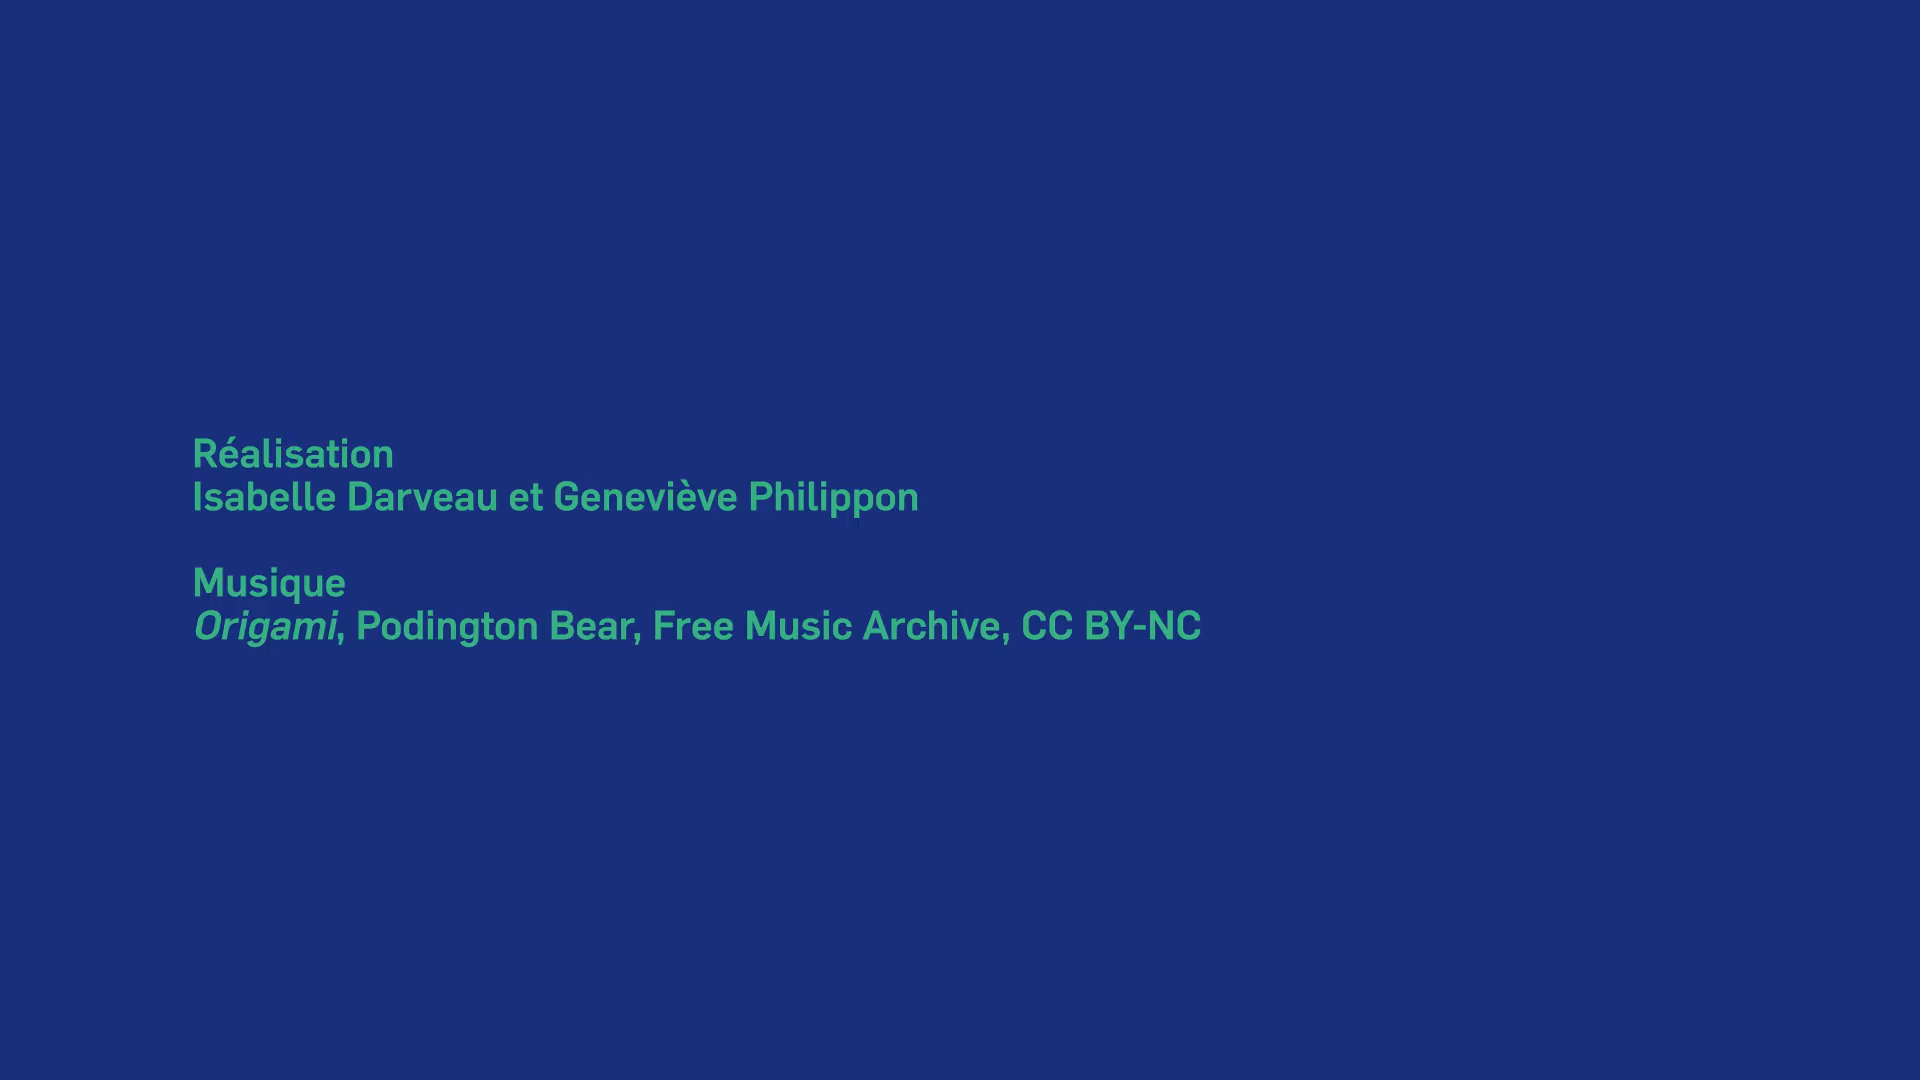 Réalisation
Isabelle Darveau et Geneviève Philippon
Musique
Origami, Podington Bear, Free Music Archive, CC BY-NC